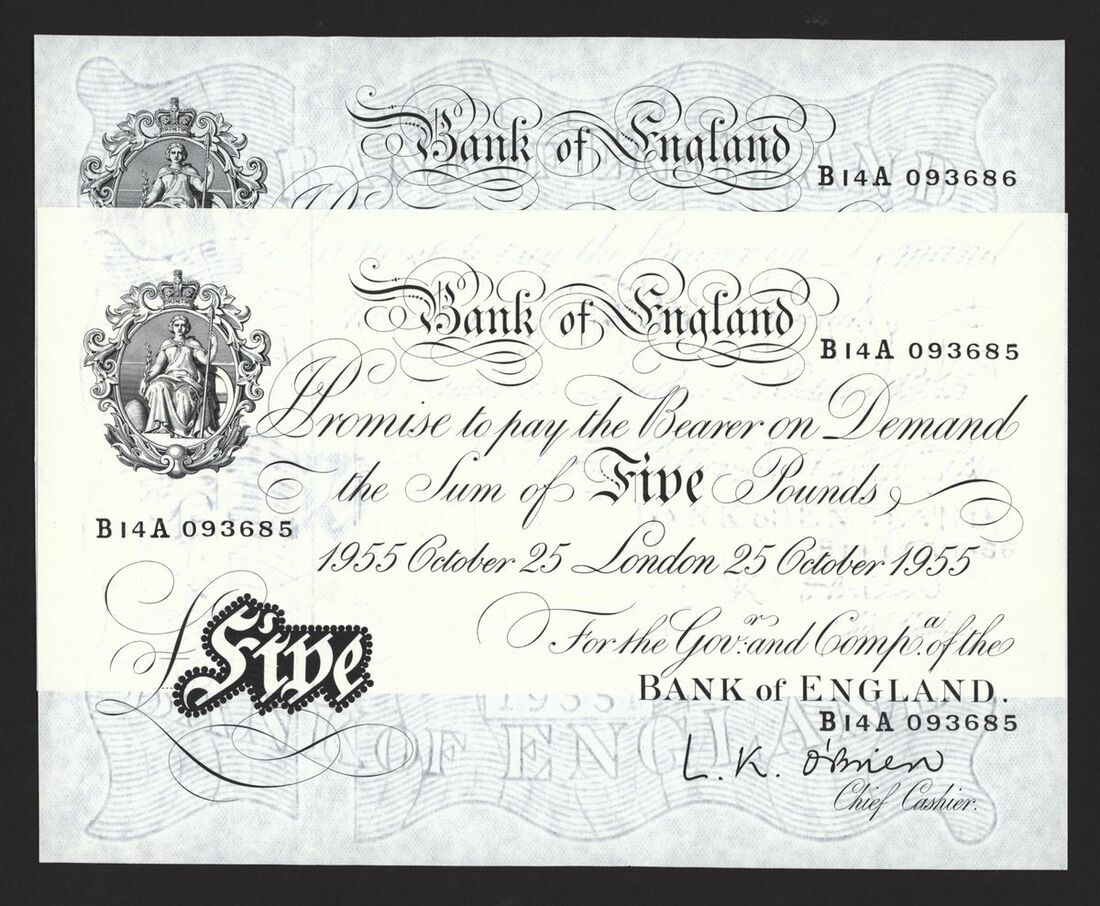 Bank of England
B14A 093686
Bank of England
B14A 093685
I Promise to pay the Bearer on Demand
the Sum of Five Pounds
B14A 093685
1955 October 25 London 25 October 1955
For the Govr. and Compa. of the
BANK of ENGLAND.
£ Five
B14A 093685
L. K. O'Brien
Chief Cashier.